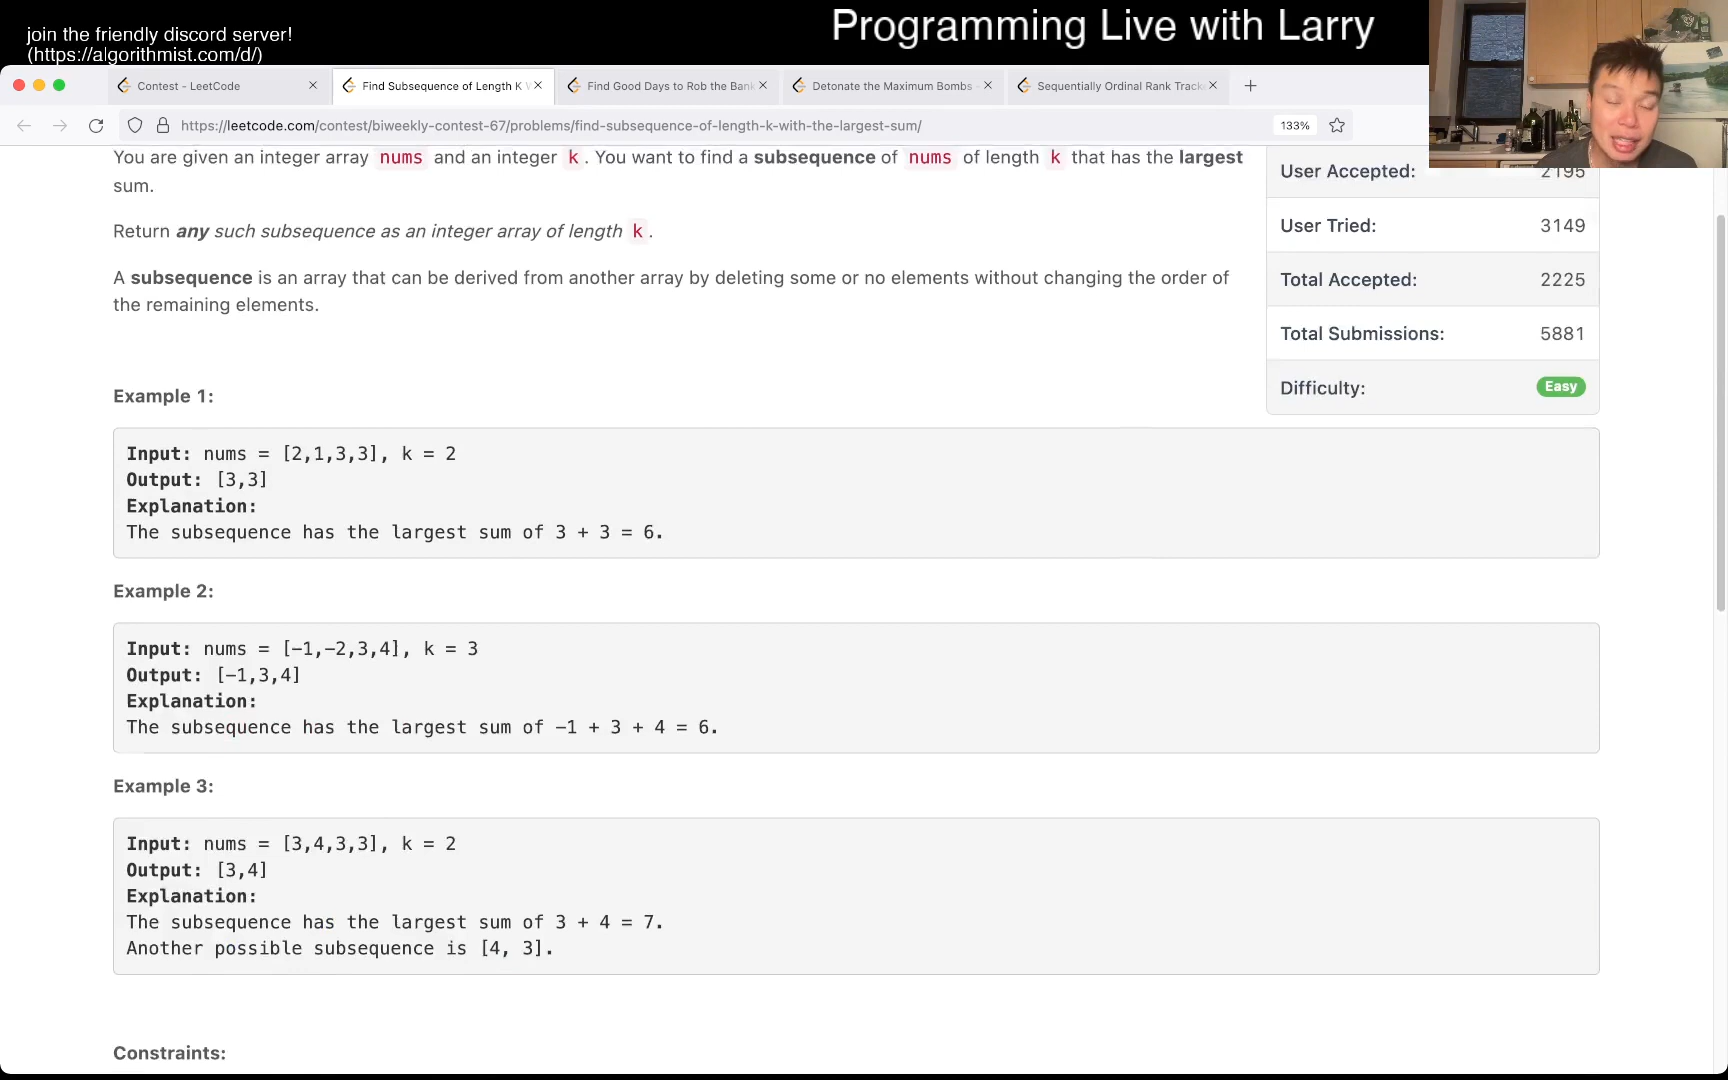 join the friendly discord server!
(https://algorithmist.com/d/)
Programming Live with Larry
Contest - LeetCode
Find Subsequence of Length K W
Find Good Days to Rob the Bank
Detonate the Maximum Bombs -
Sequentially Ordinal Rank Tracke
https://leetcode.com/contest/biweekly-contest-67/problems/find-subsequence-of-length-k-with-the-largest-sum/
133%
You are given an integer array nums and an integer k. You want to find a subsequence of nums of length k that has the largest
sum.
Return any such subsequence as an integer array of length k.
A subsequence is an array that can be derived from another array by deleting some or no elements without changing the order of
the remaining elements.
User Accepted: 2195
User Tried: 3149
Total Accepted: 2225
Total Submissions: 5881
Difficulty: Easy
Example 1:
Input: nums = [2,1,3,3], k = 2
Output: [3,3]
Explanation:
The subsequence has the largest sum of 3 + 3 = 6.
Example 2:
Input: nums = [-1,-2,3,4], k = 3
Output: [-1,3,4]
Explanation:
The subsequence has the largest sum of -1 + 3 + 4 = 6.
Example 3:
Input: nums = [3,4,3,3], k = 2
Output: [3,4]
Explanation:
The subsequence has the largest sum of 3 + 4 = 7.
Another possible subsequence is [4, 3].
Constraints: